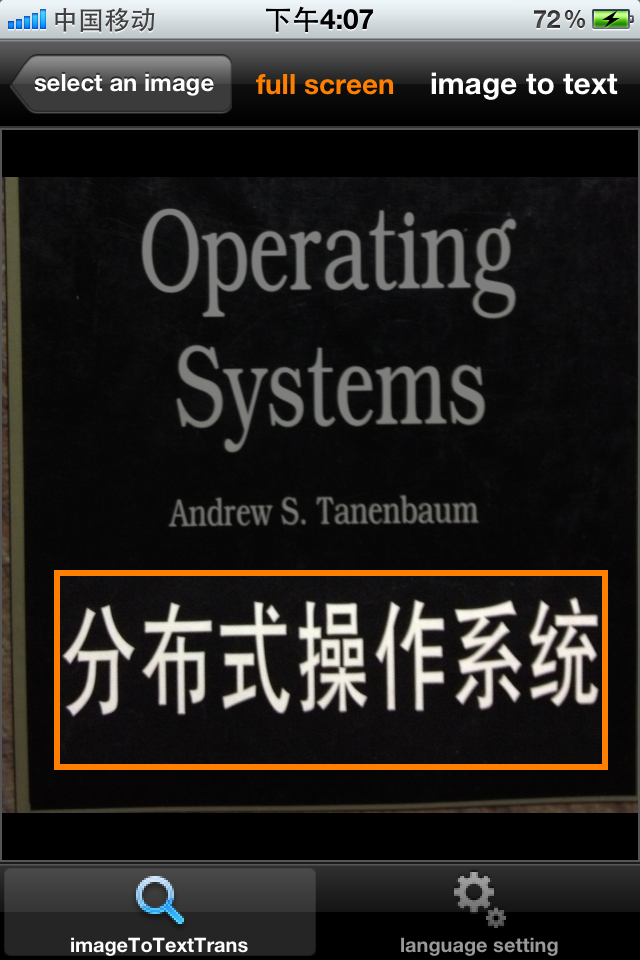 中国移动 下午4:07 72%
select an image full screen image to text
Operating
Systems
Andrew S. Tanenbaum
分布式操作系统
imageToTextTrans language setting